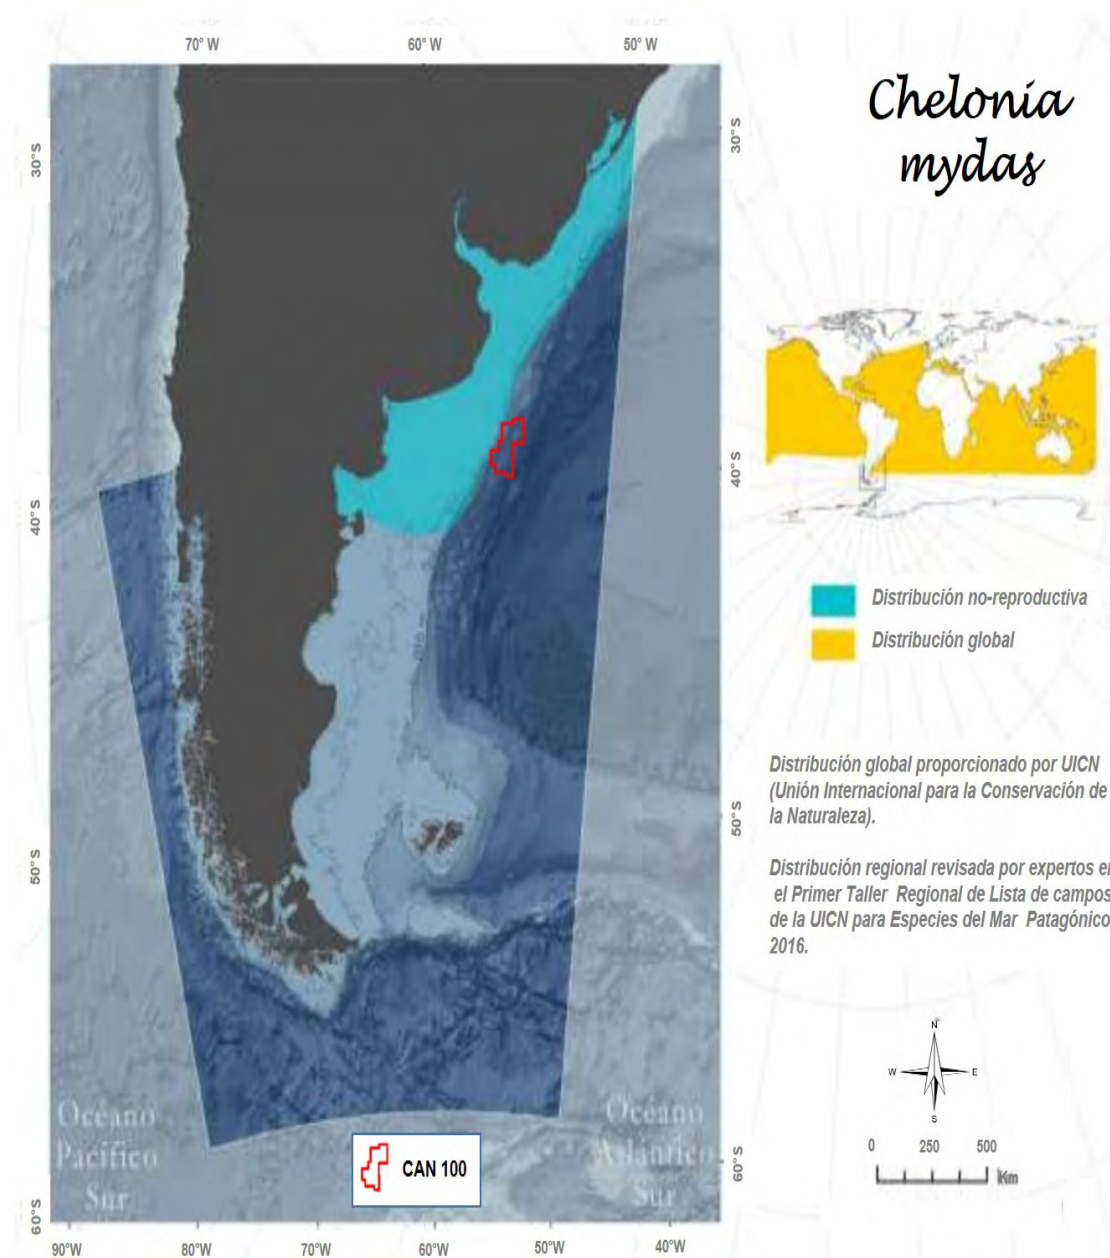 70° W 60° W 50° W
Chelonia
mydas
30°S
30°S
40°S
40°S
Distribución no-reproductiva
Distribución global
Distribución global proporcionado por UICN
(Unión Internacional para la Conservación de
la Naturaleza).
50°S
50°S
Distribución regional revisada por expertos en
el Primer Taller Regional de Lista de campos
de la UICN para Especies del Mar Patagónico
2016.
N
W E
S
Océano
Pacífico
Sur
Océano
Atlántico
Sur
CAN 100
0 250 500
Km
60°S
60°S
90°W 80°W 70°W 60°W 50°W 40°W